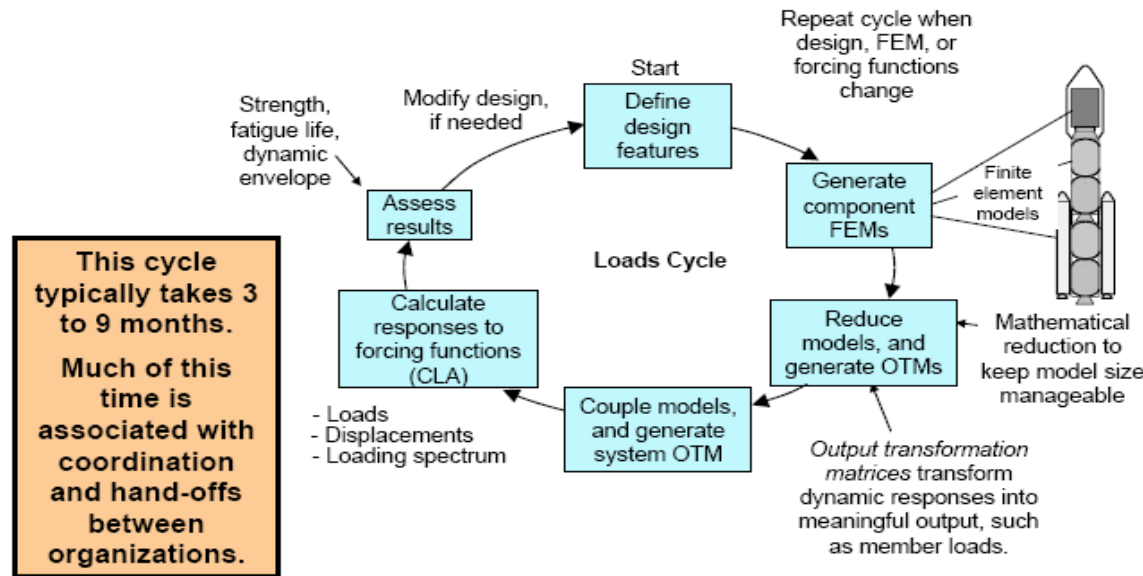 Start
Define
design
features
Repeat cycle when
design, FEM, or
forcing functions
change
Generate
component
FEMs
Finite
element
models
Reduce
models, and
generate OTMs
Mathematical
reduction to
keep model size
manageable
Output transformation
matrices transform
dynamic responses into
meaningful output, such
as member loads.
Couple models,
and generate
system OTM
Calculate
responses to
forcing functions
(CLA)
- Loads
- Displacements
- Loading spectrum
Assess
results
Strength,
fatigue life,
dynamic
envelope
Modify design,
if needed
Loads Cycle
This cycle
typically takes 3
to 9 months.
Much of this
time is
associated with
coordination
and hand-offs
between
organizations.